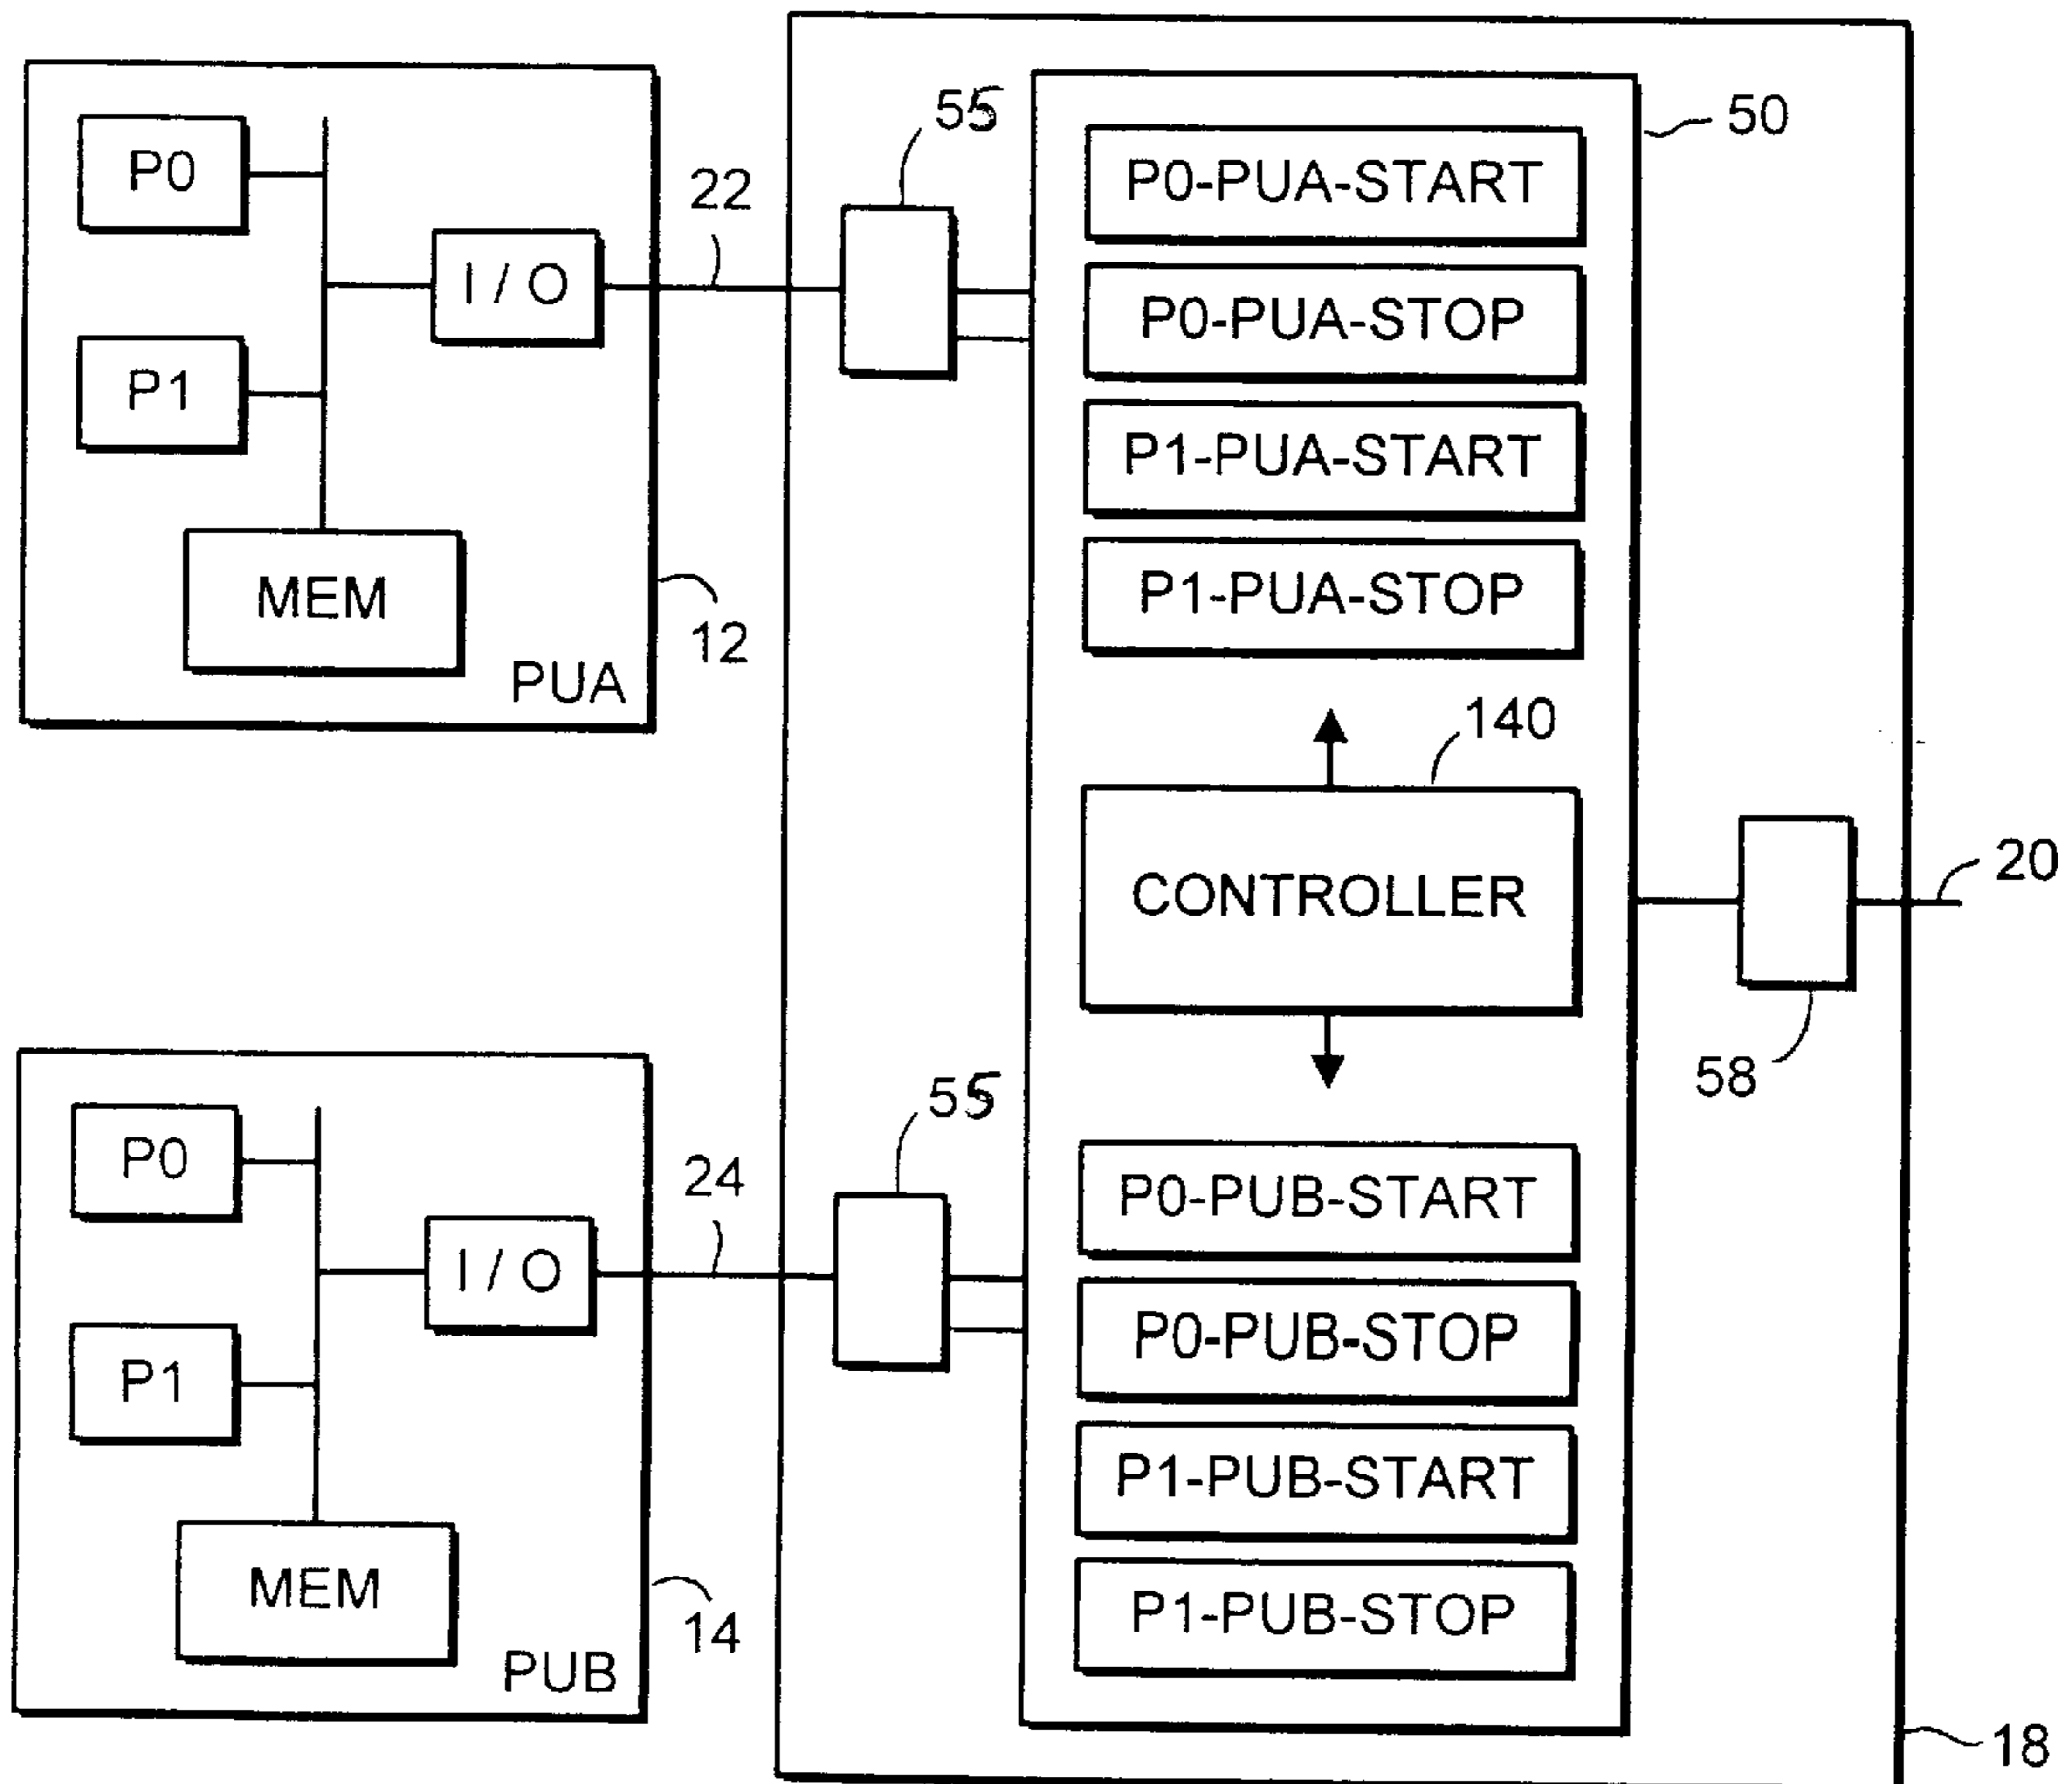 P0
P1
I / O
MEM
PUA
12
22
55
50
P0-PUA-START
P0-PUA-STOP
P1-PUA-START
P1-PUA-STOP
140
CONTROLLER
20
58
P0
P1
I / O
MEM
PUB
14
24
55
P0-PUB-START
P0-PUB-STOP
P1-PUB-START
P1-PUB-STOP
18